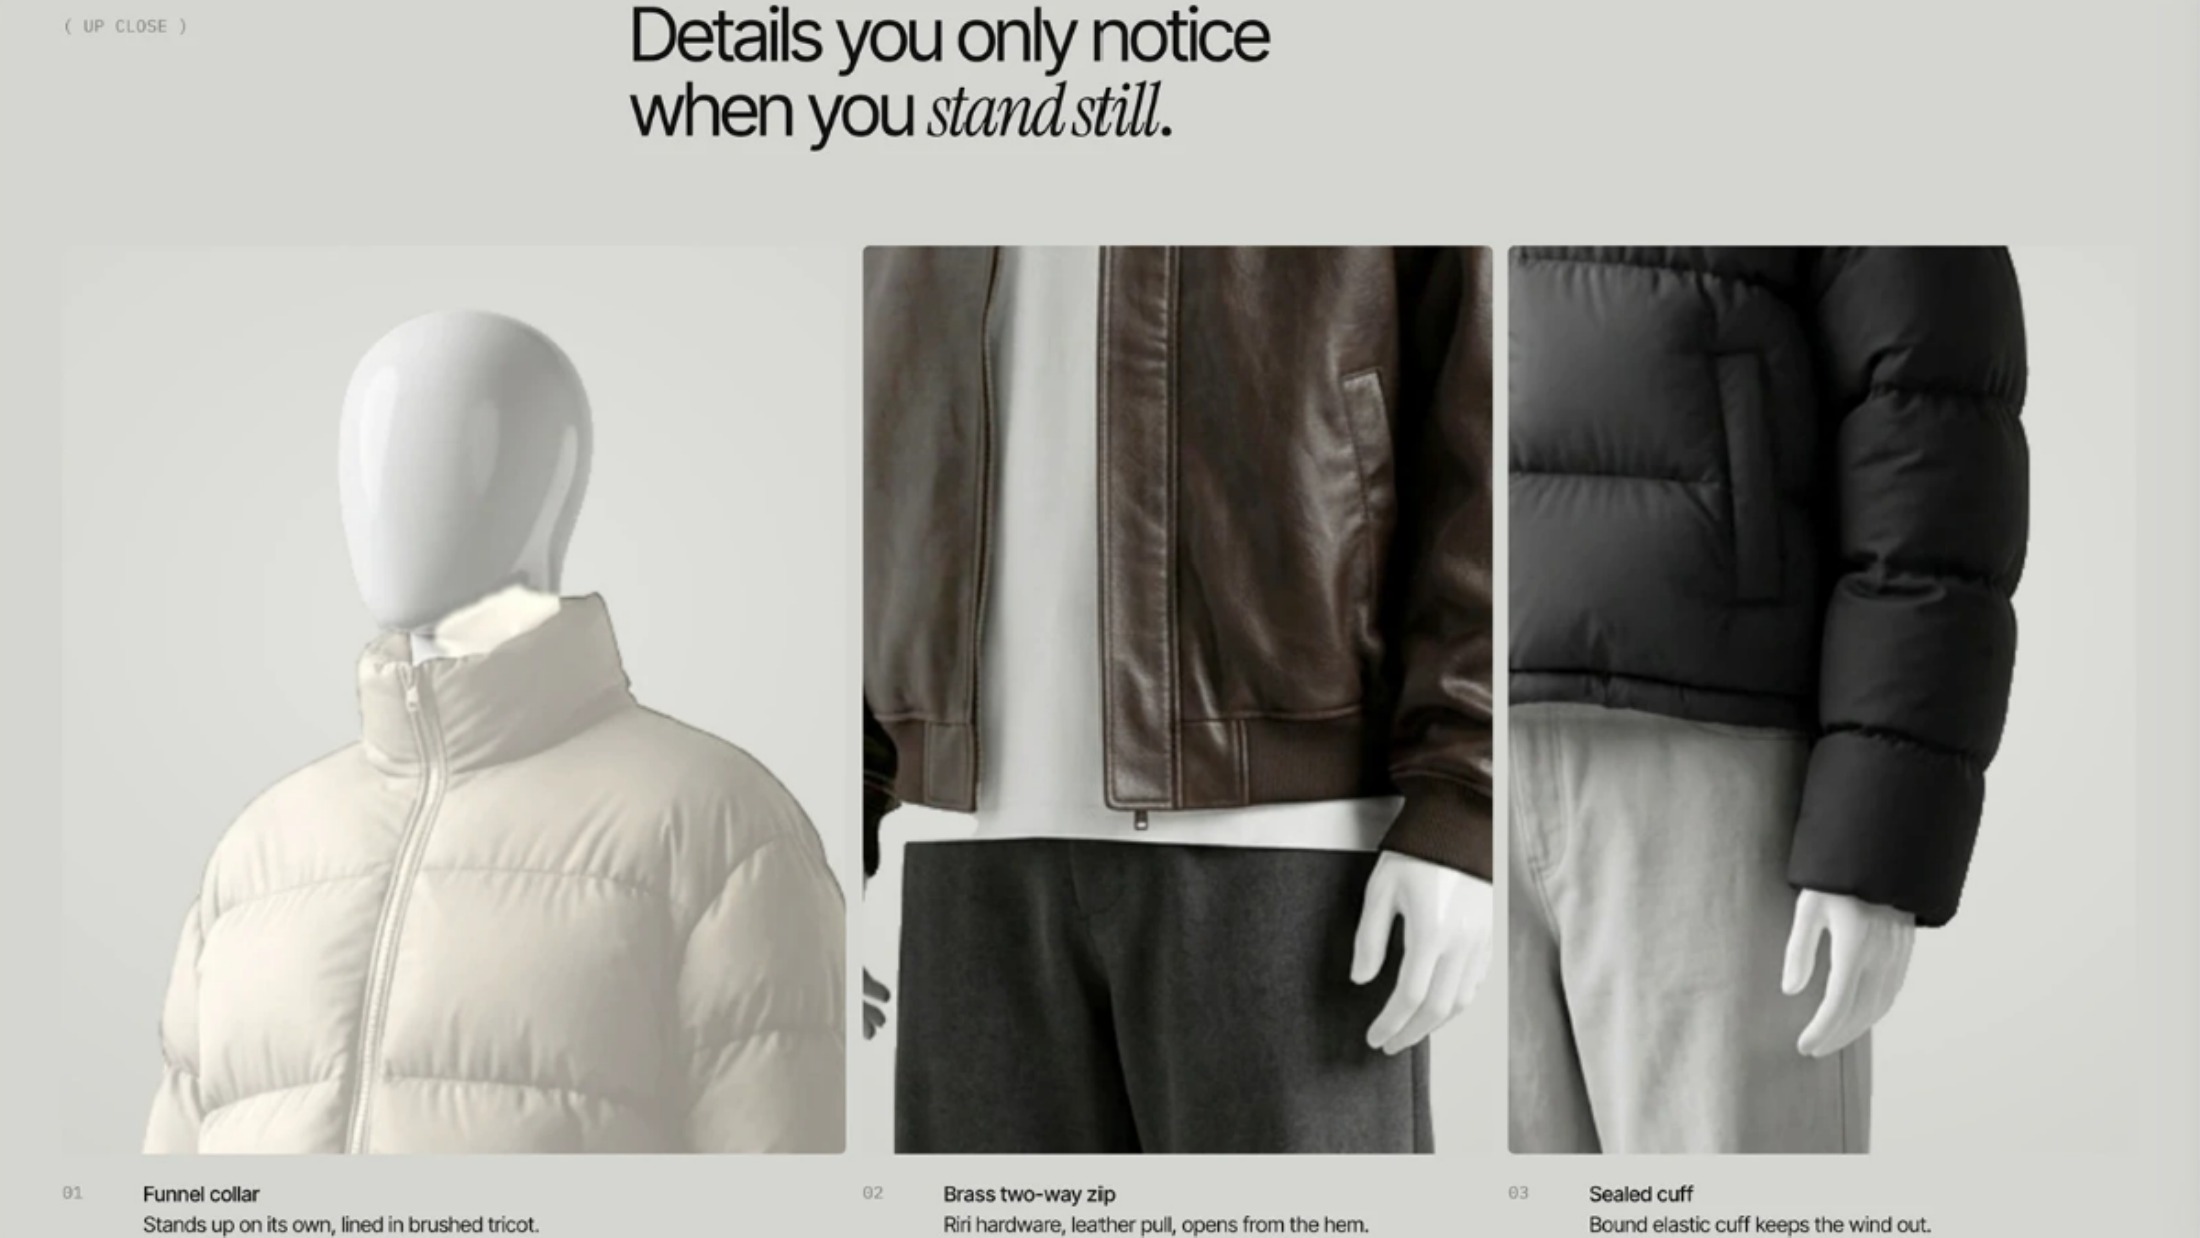 ( UP CLOSE )
Details you only notice
when you stand still.
01
Funnel collar
Stands up on its own, lined in brushed tricot.
02
Brass two-way zip
Riri hardware, leather pull, opens from the hem.
03
Sealed cuff
Bound elastic cuff keeps the wind out.